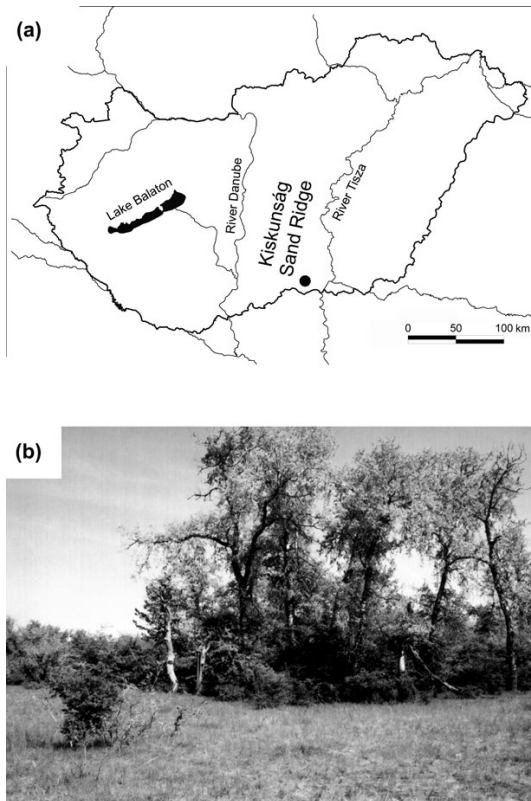 (a)
Lake Balaton
River Danube
Kiskunság
Sand Ridge
River Tisza
0 50 100 km
(b)